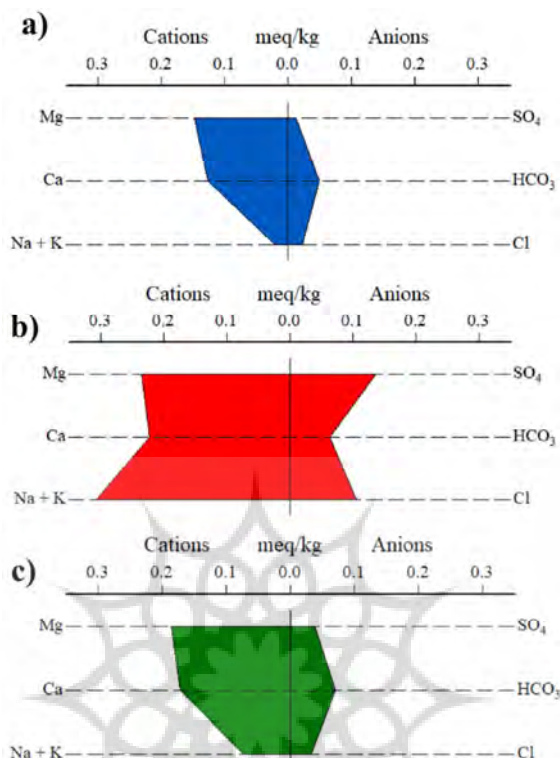 a)
Cations meq/kg Anions
0.3 0.2 0.1 0.0 0.1 0.2 0.3
Mg SO₄
Ca HCO₃
Na + K Cl
b)
Cations meq/kg Anions
0.3 0.2 0.1 0.0 0.1 0.2 0.3
Mg SO₄
Ca HCO₃
Na + K Cl
c)
Cations meq/kg Anions
0.3 0.2 0.1 0.0 0.1 0.2 0.3
Mg SO₄
Ca HCO₃
Na + K Cl